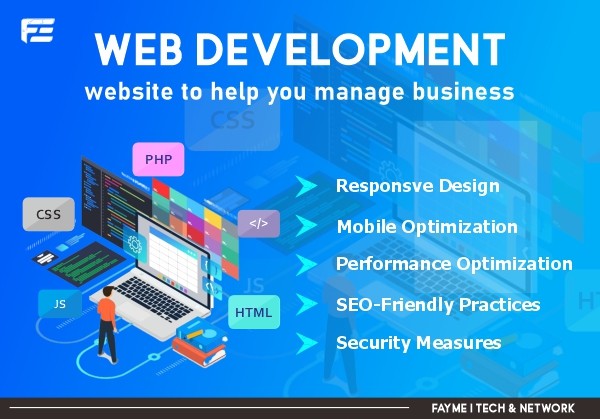 FE
WEB DEVELOPMENT
website to help you manage business
CSS
PHP
CSS
</>
JS
JS
HTML
HT
Responsve Design
Mobile Optimization
Performance Optimization
SEO-Friendly Practices
Security Measures
FAYME I TECH & NETWORK